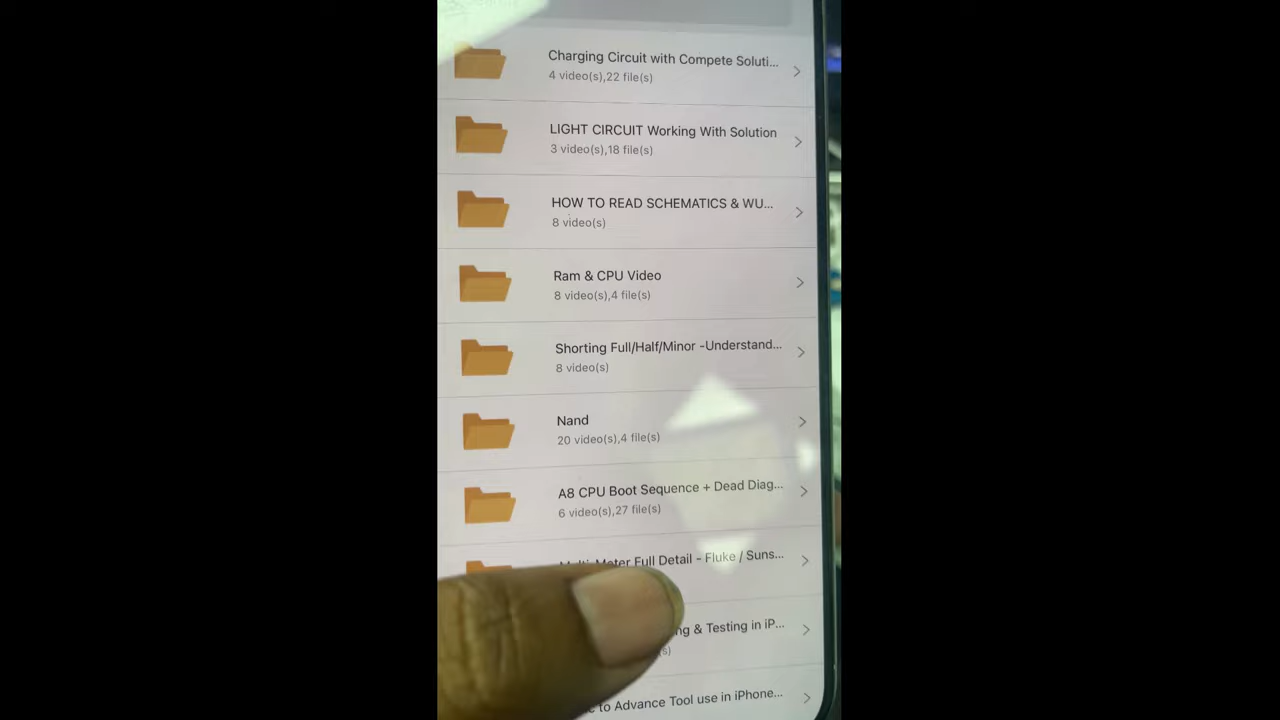 Charging Circuit with Compete Soluti...
4 video(s),22 file(s)
LIGHT CIRCUIT Working With Solution
3 video(s),18 file(s)
HOW TO READ SCHEMATICS & WU...
8 video(s)
Ram & CPU Video
8 video(s),4 file(s)
Shorting Full/Half/Minor -Understand...
8 video(s)
Nand
20 video(s),4 file(s)
A8 CPU Boot Sequence + Dead Diag...
6 video(s),27 file(s)
Multi-Meter Full Detail - Fluke / Suns...
& Testing in iP...
to Advance Tool use in iPhone...